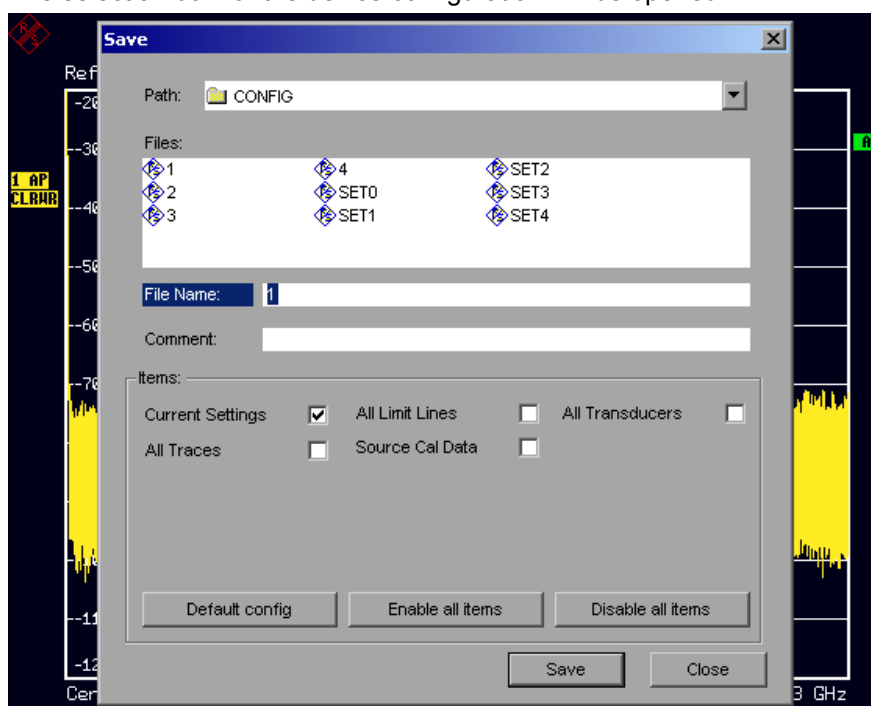 Save
Ref
Path: CONFIG
-20
Files:
-30
1 4 SET2
1 AP
2 SET0 SET3
CLRWR
-40
3 SET1 SET4
-50
File Name: 1
-60
Comment:
-70
Items:
Current Settings All Limit Lines All Transducers
All Traces Source Cal Data
Default config Enable all items Disable all items
-11
-12
Save Close
Cer
GHz